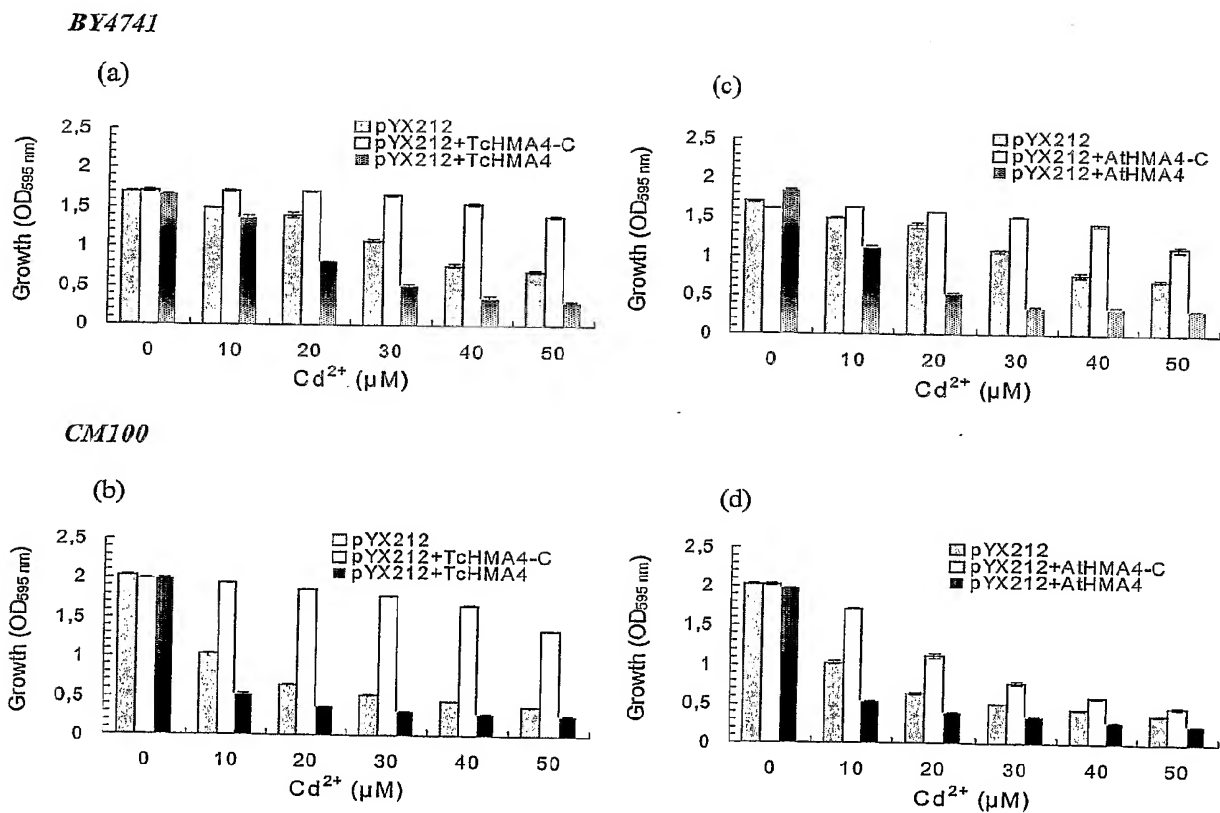 BY4741
(a)
Growth (OD595 nm)
2,5
2
1,5
1
0,5
0
pYX212
pYX212+TcHMA4-C
pYX212+TcHMA4
0 10 20 30 40 50
Cd2+ (µM)
(c)
Growth (OD595 nm)
2,5
2
1,5
1
0,5
0
pYX212
pYX212+AtHMA4-C
pYX212+AtHMA4
0 10 20 30 40 50
Cd2+ (µM)
CM100
(b)
Growth (OD595 nm)
2,5
2
1,5
1
0,5
0
pYX212
pYX212+TcHMA4-C
pYX212+TcHMA4
0 10 20 30 40 50
Cd2+ (µM)
(d)
Growth (OD595 nm)
2,5
2
1,5
1
0,5
0
pYX212
pYX212+AtHMA4-C
pYX212+AtHMA4
0 10 20 30 40 50
Cd2+ (µM)